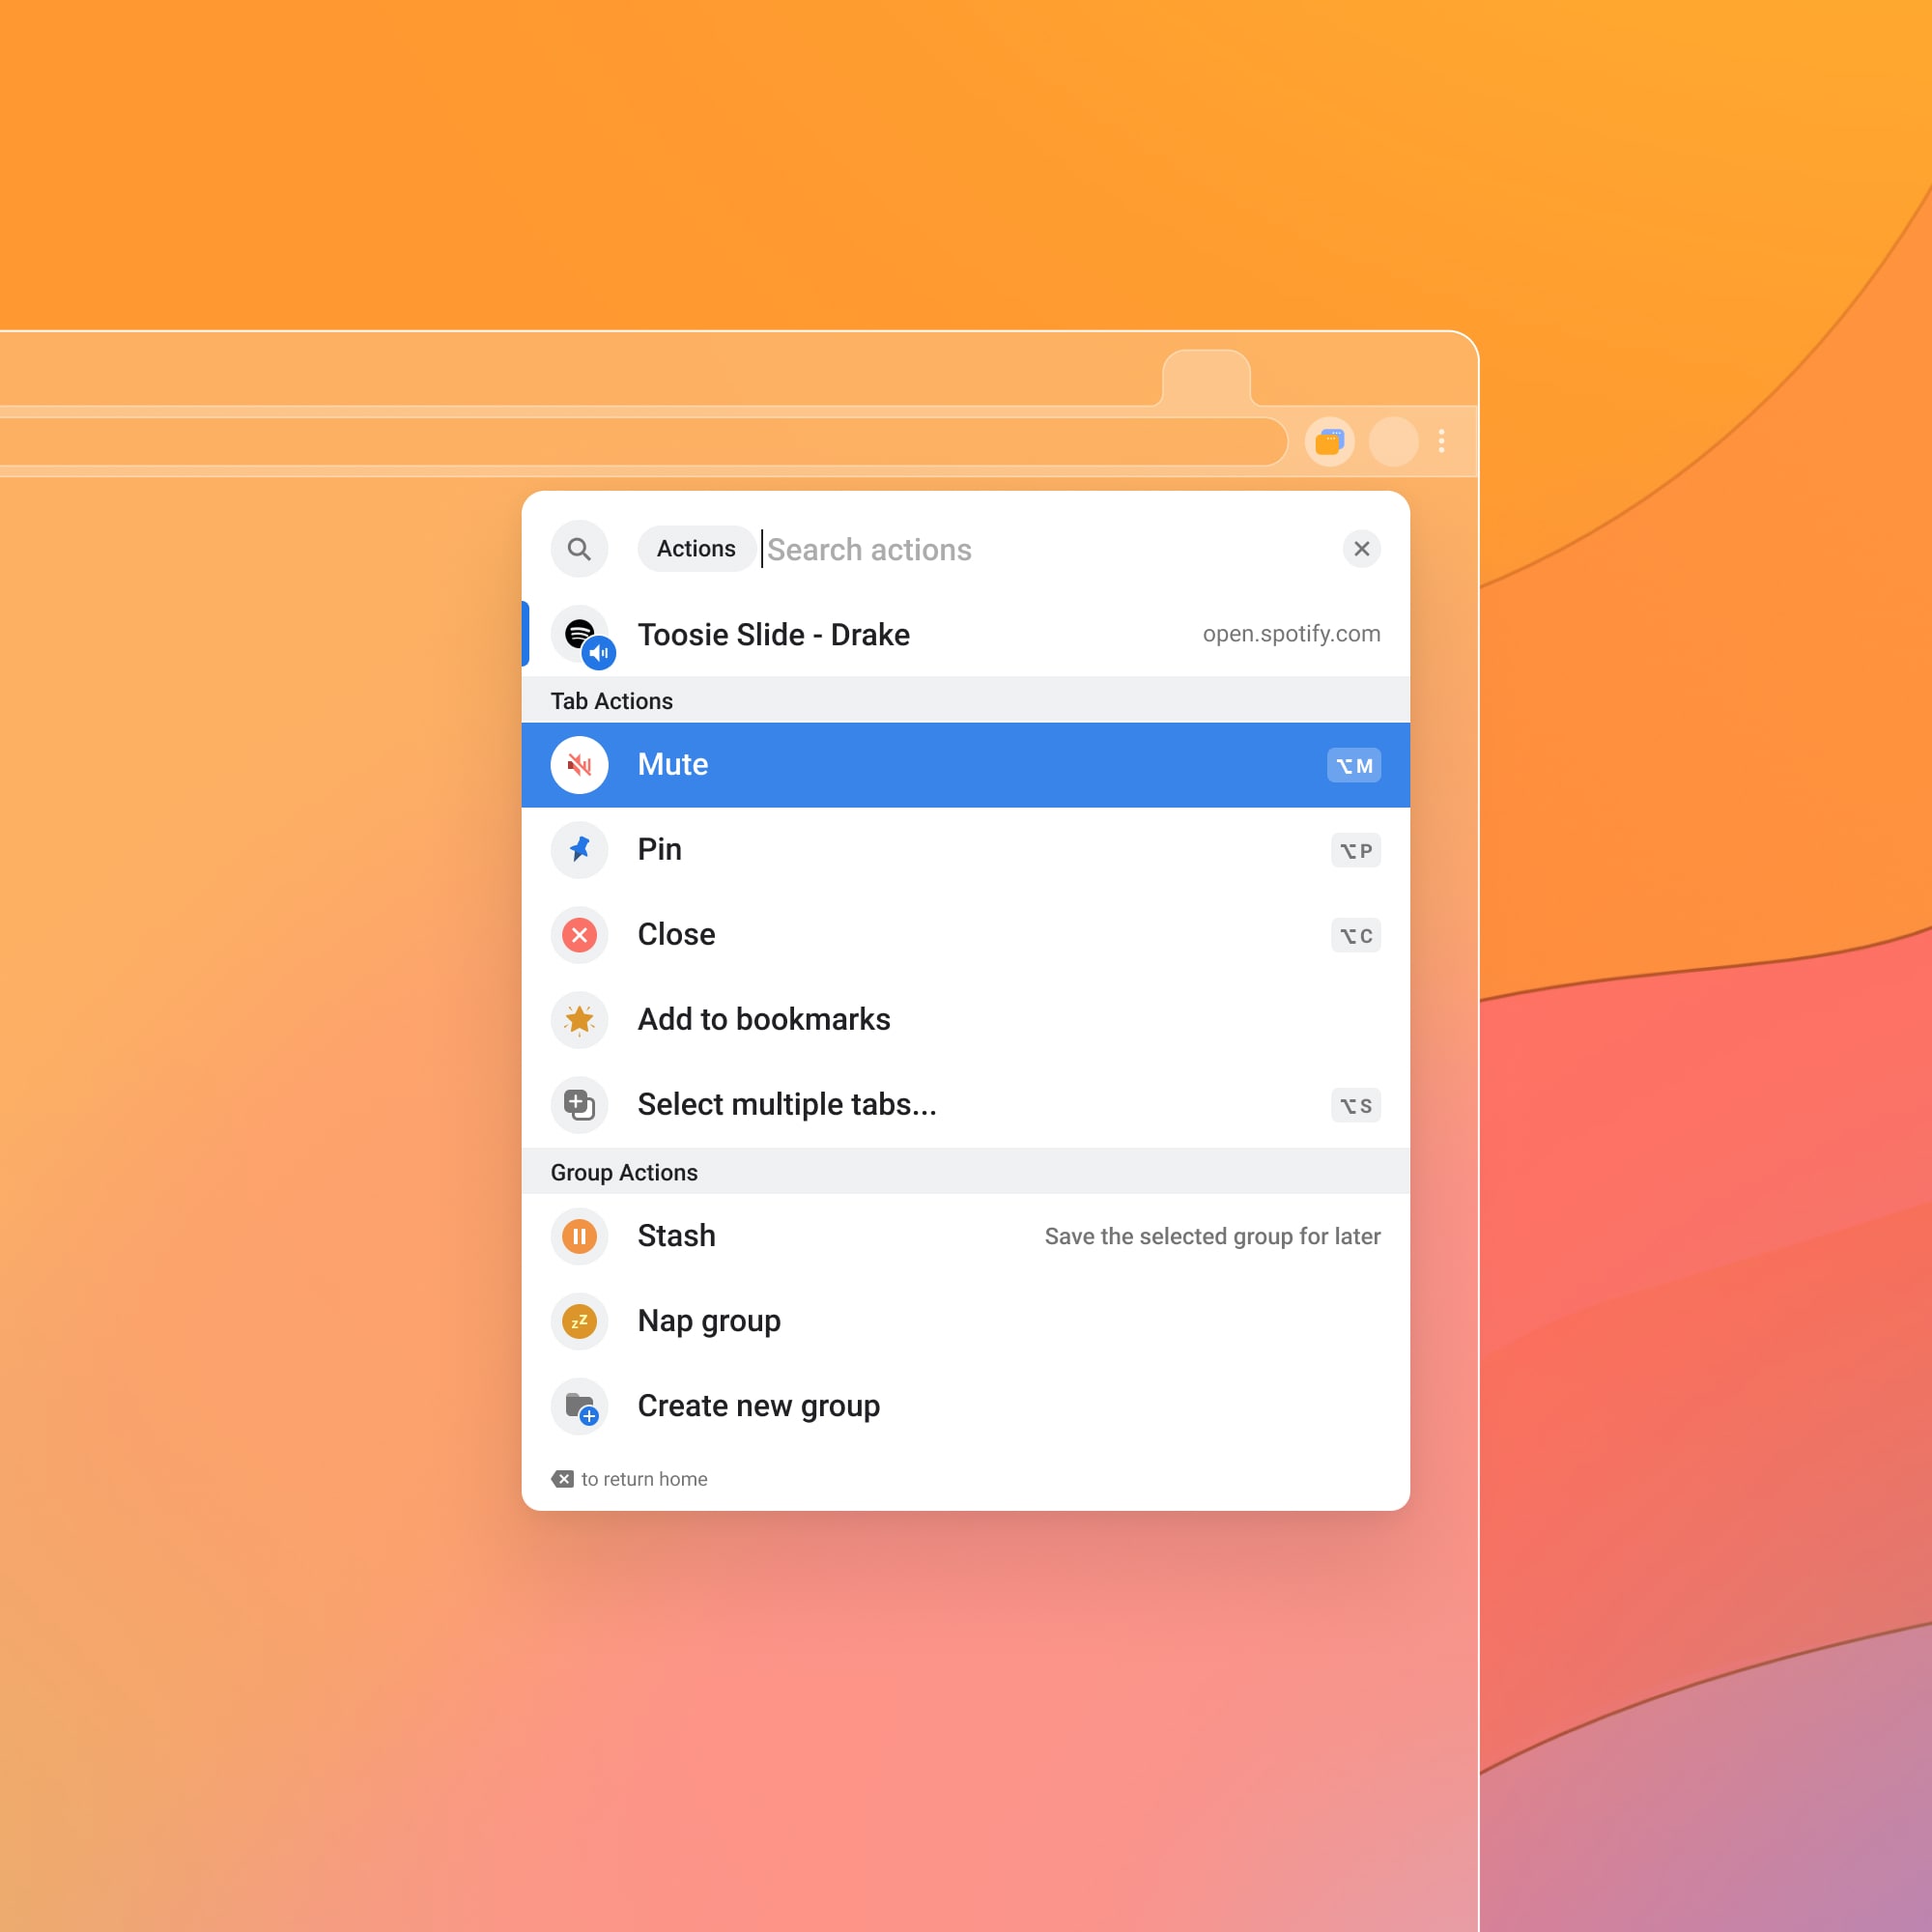 Actions Search actions
Toosie Slide - Drake open.spotify.com
Tab Actions
Mute ⌥ M
Pin ⌥ P
Close ⌥ C
Add to bookmarks
Select multiple tabs...  ⌥ S
Group Actions
Stash Save the selected group for later
zz Nap group
Create new group
to return home